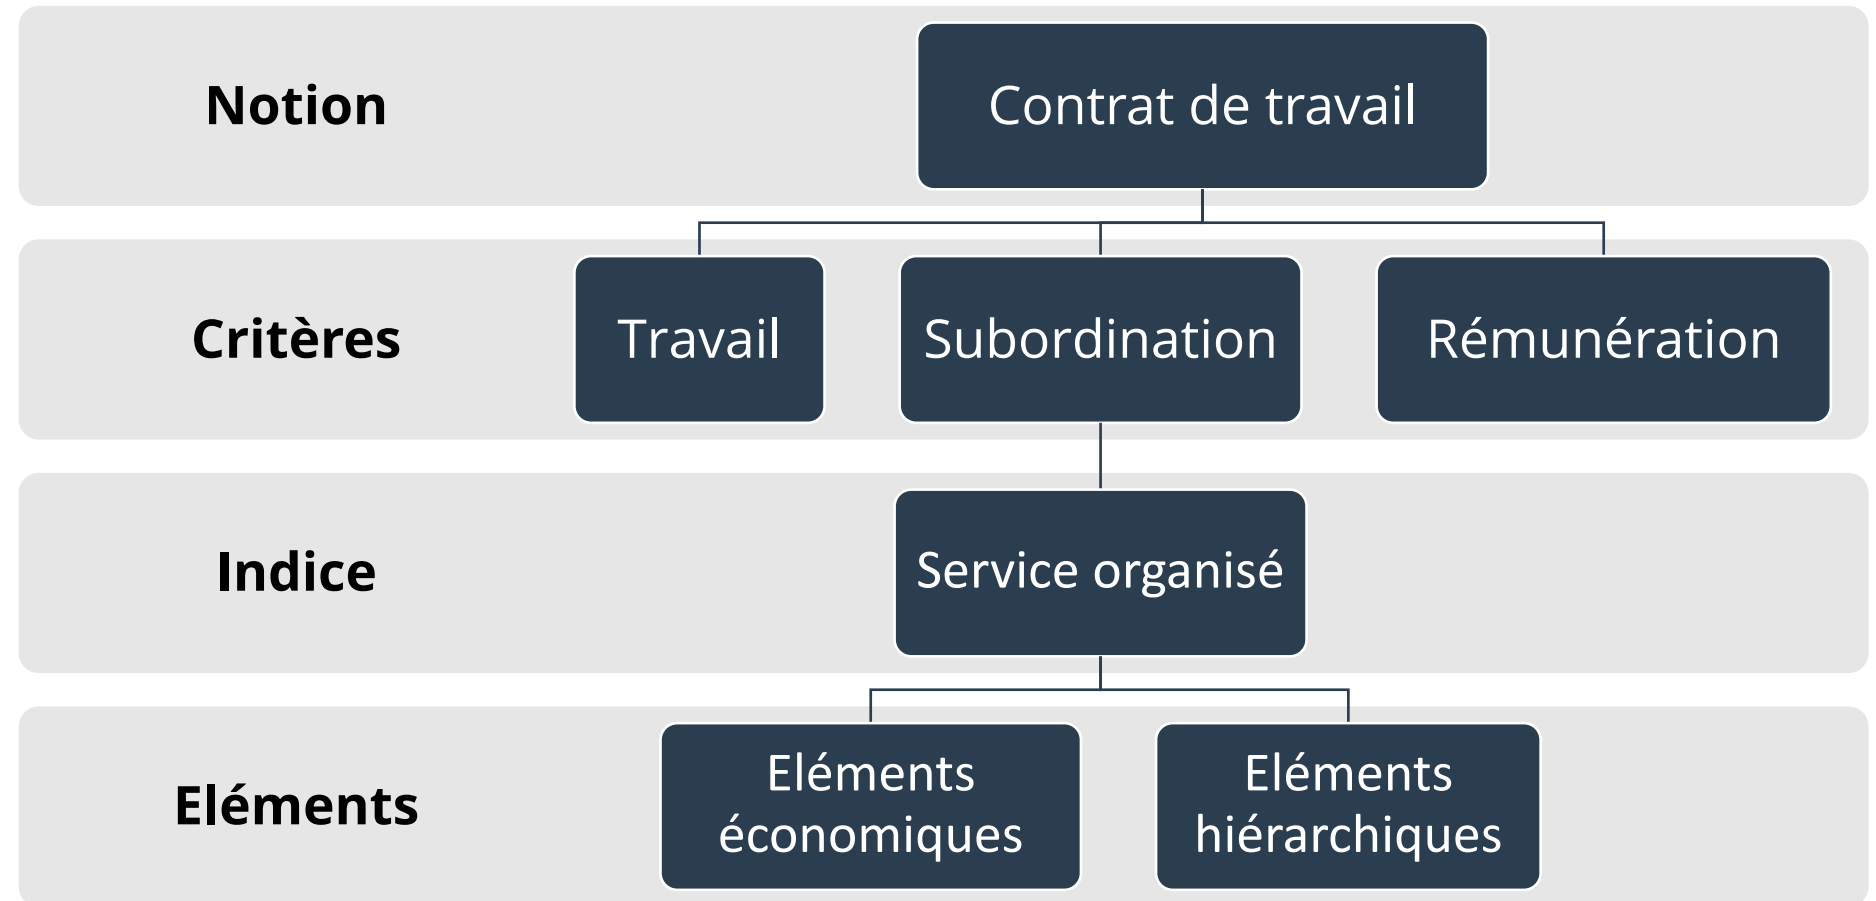 Notion
Contrat de travail
Critères
Travail
Subordination
Rémunération
Indice
Service organisé
Eléments
Eléments
économiques
Eléments
hiérarchiques